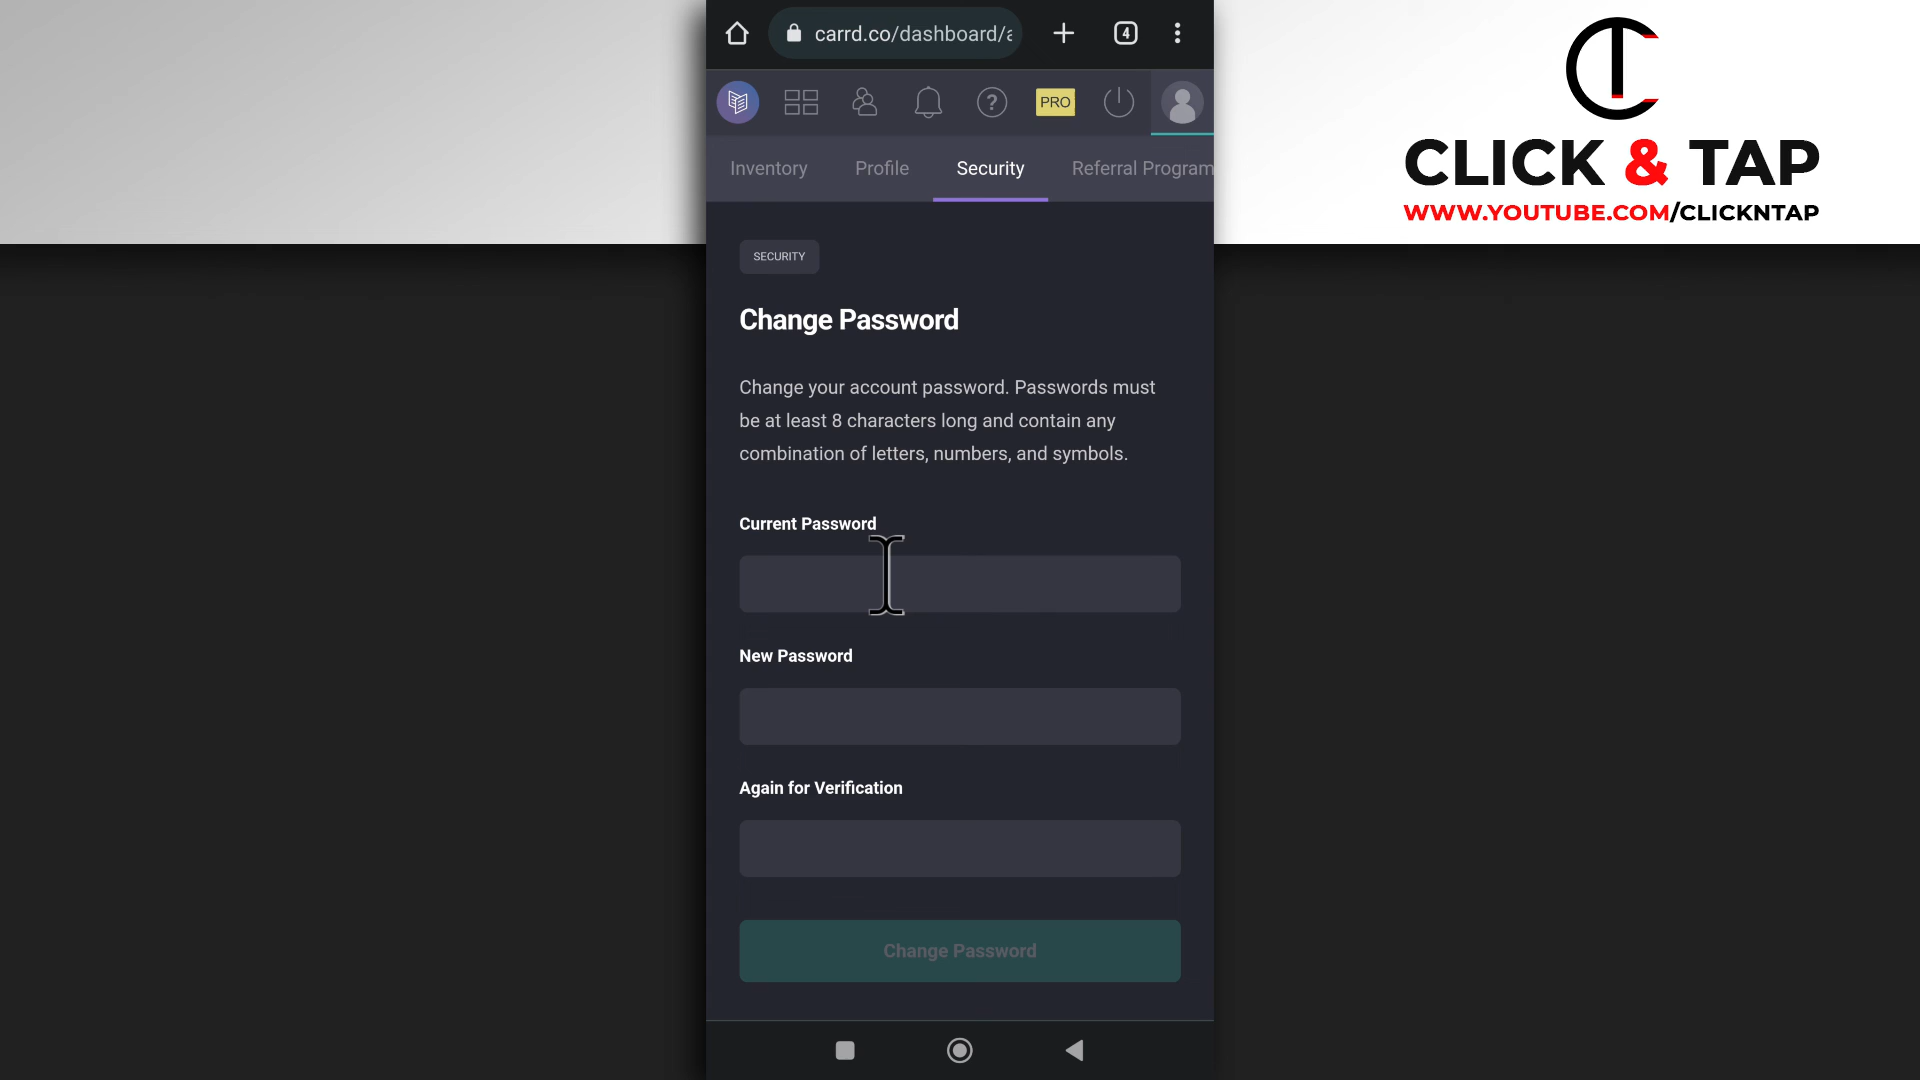 carrd.co/dashboard/a
4
PRO
Inventory
Profile
Security
Referral Program
SECURITY
Change Password
Change your account password. Passwords must
be at least 8 characters long and contain any
combination of letters, numbers, and symbols.
Current Password
New Password
Again for Verification
Change Password
CLICK & TAP
WWW.YOUTUBE.COM/CLICKNTAP